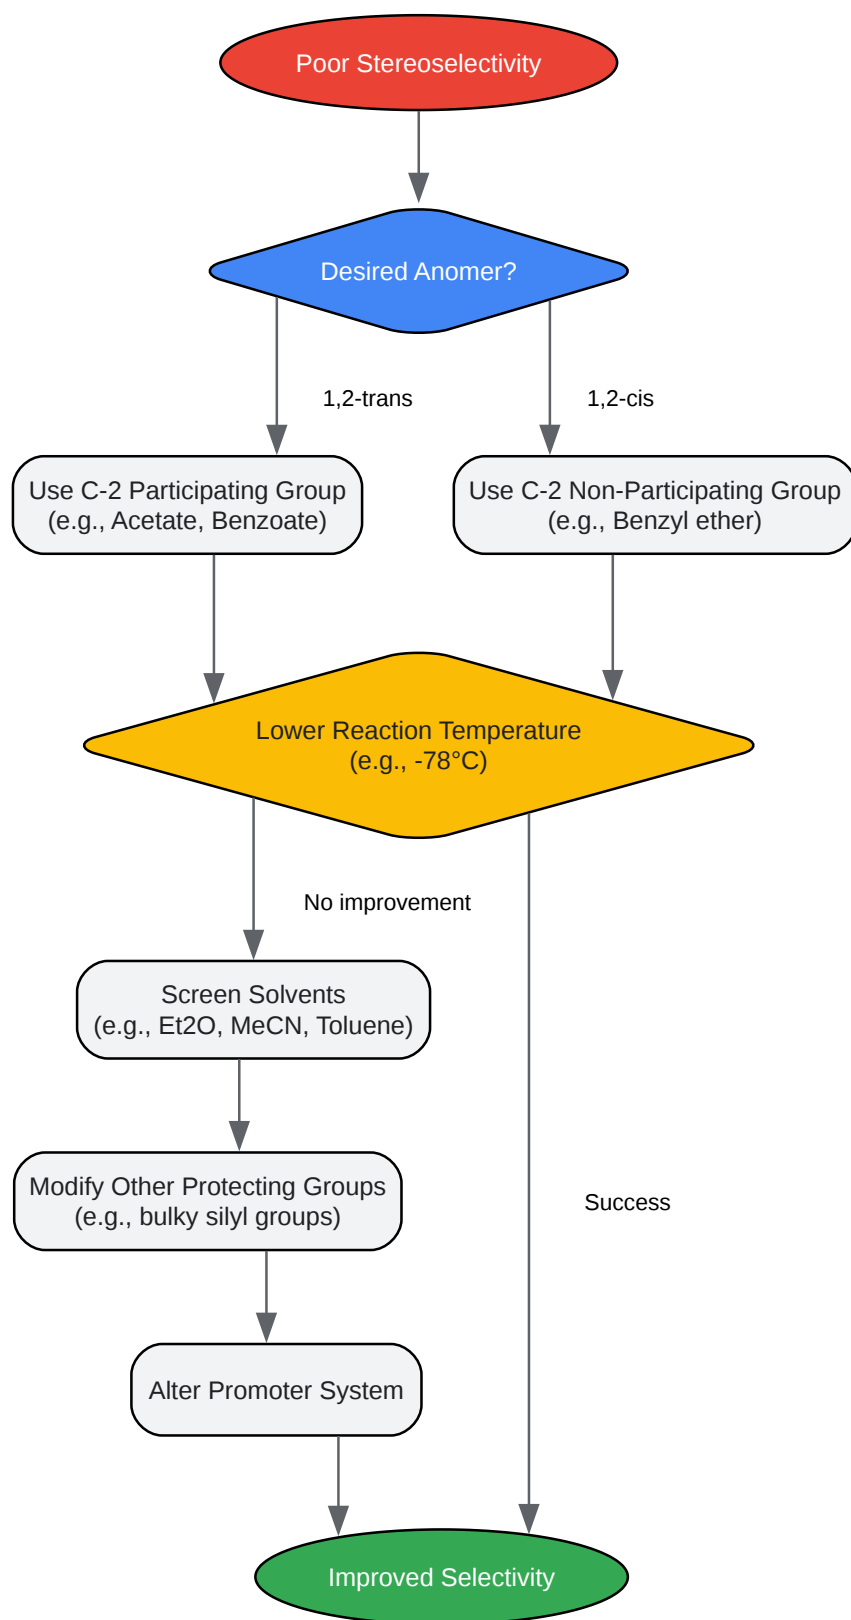 Poor Stereoselectivity
Desired Anomer?
1,2-trans
1,2-cis
Use C-2 Participating Group
(e.g., Acetate, Benzoate)
Use C-2 Non-Participating Group
(e.g., Benzyl ether)
Lower Reaction Temperature
(e.g., -78°C)
No improvement
Screen Solvents
(e.g., Et2O, MeCN, Toluene)
Modify Other Protecting Groups
(e.g., bulky silyl groups)
Success
Alter Promoter System
Improved Selectivity